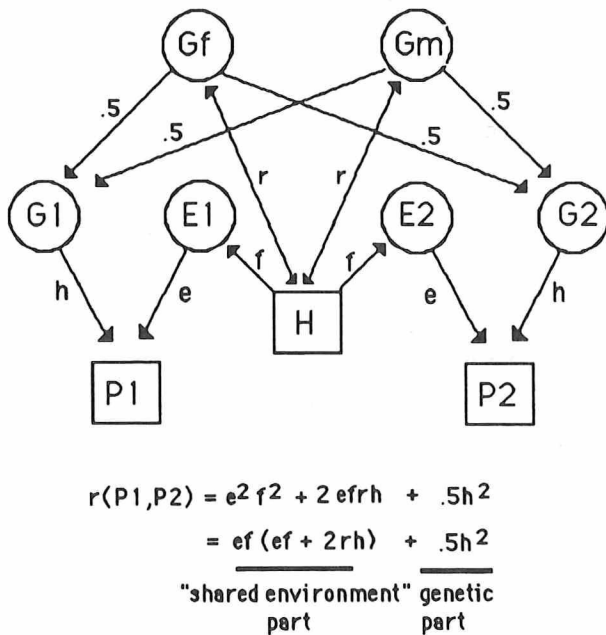 Gf Gm
.5 .5 .5 .5
r r
G1 E1 E2 G2
f f
h e H e h
P1 P2
r(P1,P2) = e² f² + 2 efrh + .5h²
= ef (ef + 2rh) + .5h²
"shared environment" genetic
part part